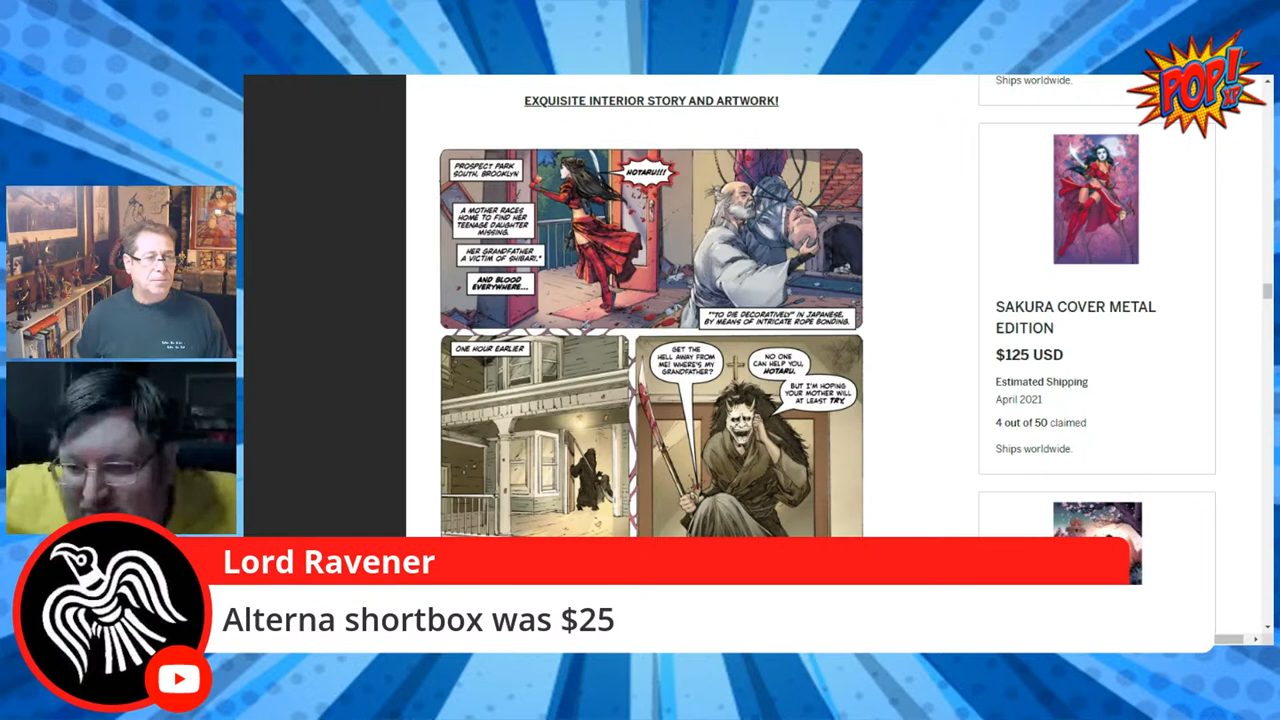 EXQUISITE INTERIOR STORY AND ARTWORK!
PROSPECT PARK
SOUTH, BROOKLYN
A MOTHER RACES
HOME TO FIND HER
TEENAGE DAUGHTER
MISSING.
HER GRANDFATHER
A VICTIM OF SHIBARI.*
AND BLOOD
EVERYWHERE...
HOTARU!!!
*"TO DIE DECORATIVELY" IN JAPANESE,
BY MEANS OF INTRICATE ROPE BONDING.
ONE HOUR EARLIER
GET THE
HELL AWAY FROM
ME! WHERE'S MY
GRANDFATHER?
NO ONE
CAN HELP YOU,
HOTARU.
BUT I'M HOPING
YOUR MOTHER WILL
AT LEAST TRY.
Ships worldwide.
POP!
XP
SAKURA COVER METAL
EDITION
$125 USD
Estimated Shipping
April 2021
4 out of 50 claimed
Ships worldwide.
Lord Ravener
Alterna shortbox was $25